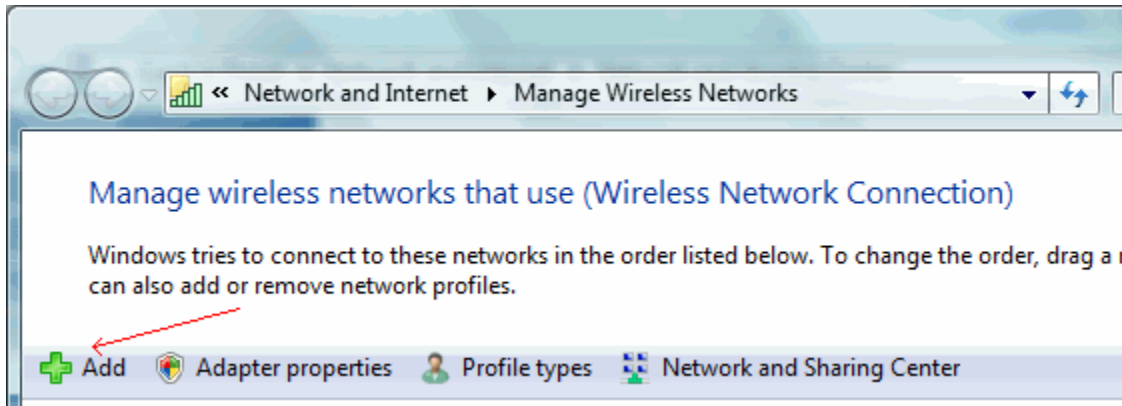 « Network and Internet ▸ Manage Wireless Networks
Manage wireless networks that use (Wireless Network Connection)
Windows tries to connect to these networks in the order listed below. To change the order, drag a
can also add or remove network profiles.
Add Adapter properties Profile types Network and Sharing Center